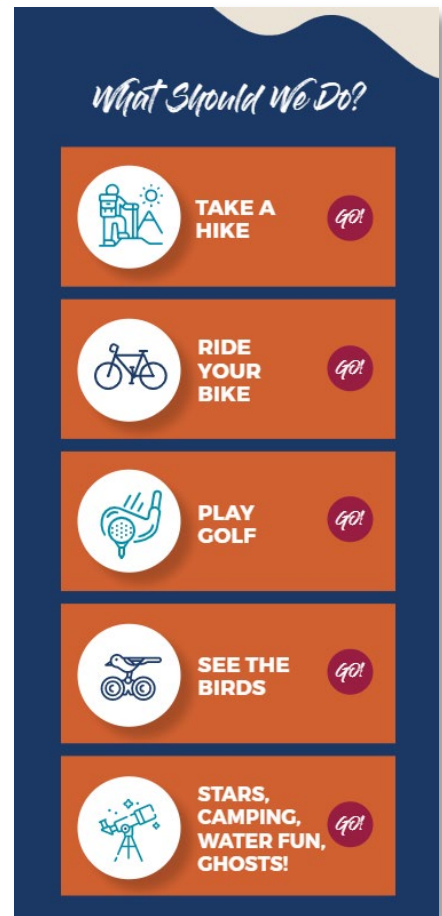 What Should We Do?
TAKE A
HIKE
GO!
RIDE
YOUR
BIKE
GO!
PLAY
GOLF
GO!
SEE THE
BIRDS
GO!
STARS,
CAMPING,
WATER FUN,
GHOSTS!
GO!